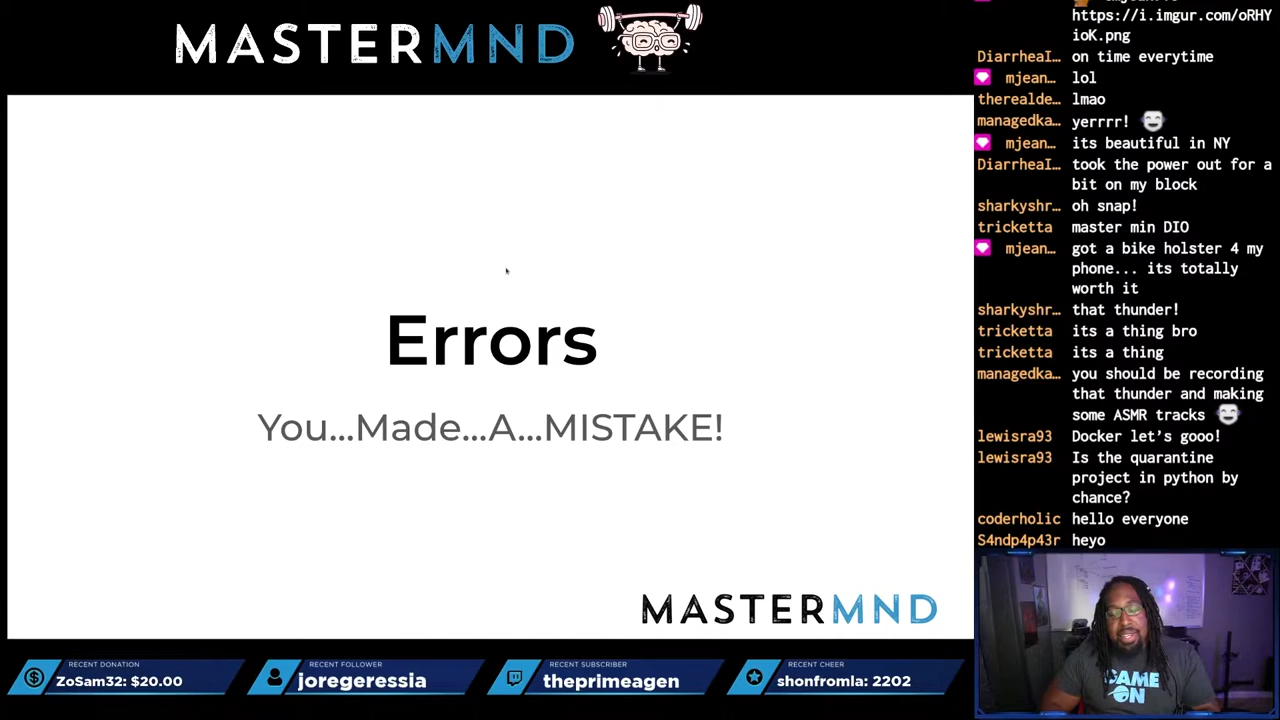 MASTERMND
Errors
You...Made...A...MISTAKE!
MASTERMND
https://i.imgur.com/oRHY
ioK.png
DiarrheaI… on time everytime
mjean… lol
therealde… lmao
managedka… yerrrr!
mjean… its beautiful in NY
DiarrheaI… took the power out for a
bit on my block
sharkyshr… oh snap!
tricketta master min DIO
mjean… got a bike holster 4 my
phone... its totally
worth it
sharkyshr… that thunder!
tricketta its a thing bro
tricketta its a thing
managedka… you should be recording
that thunder and making
some ASMR tracks
lewisra93 Docker let's gooo!
lewisra93 Is the quarantine
project in python by
chance?
coderholic hello everyone
S4ndp4p43r heyo
GAME
ON
RECENT DONATION
ZoSam32: $20.00
RECENT FOLLOWER
joregeressia
RECENT SUBSCRIBER
theprimeagen
RECENT CHEER
shonfromla: 2202